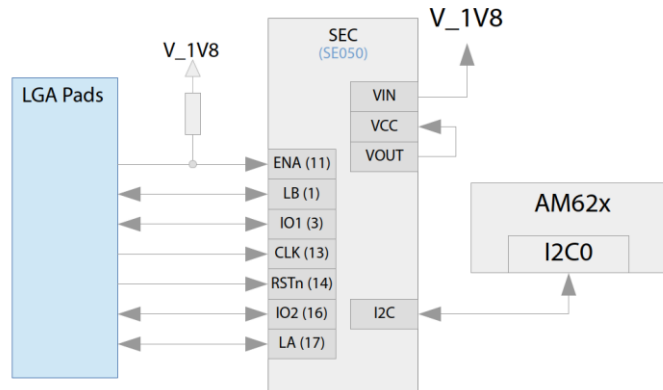 SEC
(SE050)
V_1V8
V_1V8
LGA Pads
VIN
VCC
VOUT
ENA (11)
LB (1)
IO1 (3)
CLK (13)
RSTn (14)
IO2 (16)
LA (17)
I2C
AM62x
I2C0